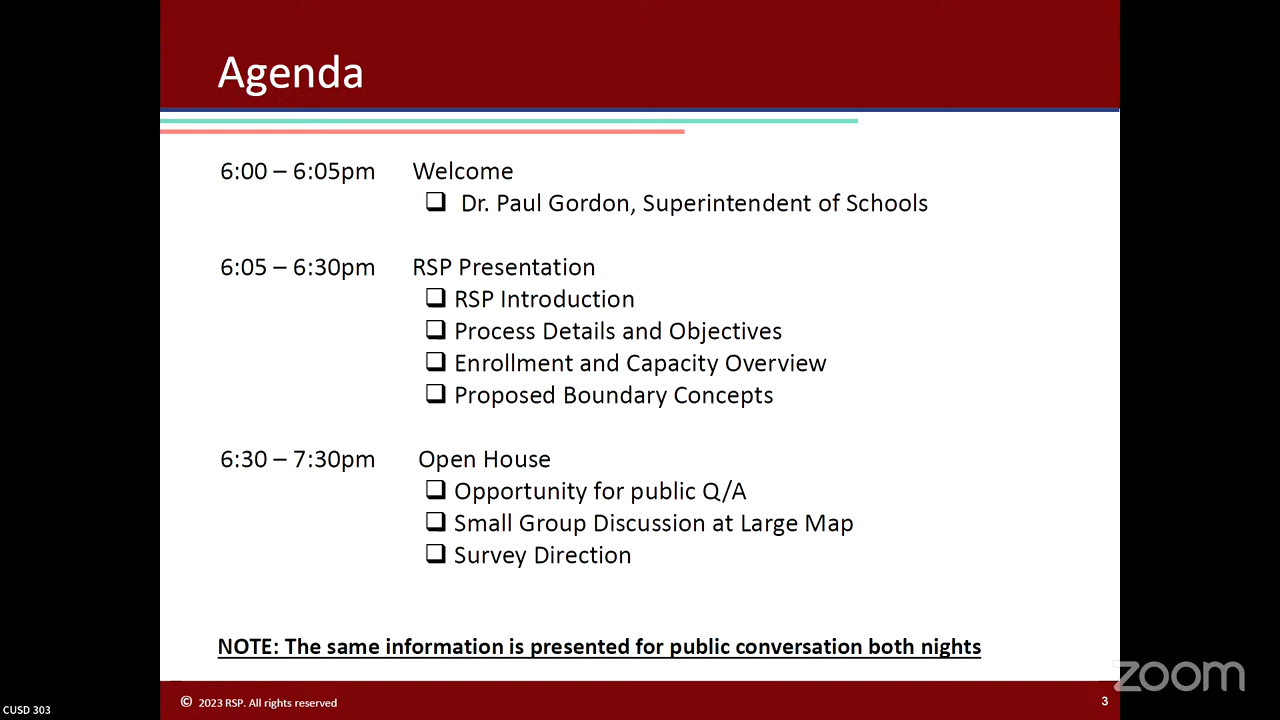 Agenda
6:00 – 6:05pm Welcome
❑ Dr. Paul Gordon, Superintendent of Schools
6:05 – 6:30pm RSP Presentation
❑ RSP Introduction
❑ Process Details and Objectives
❑ Enrollment and Capacity Overview
❑ Proposed Boundary Concepts
6:30 – 7:30pm Open House
❑ Opportunity for public Q/A
❑ Small Group Discussion at Large Map
❑ Survey Direction
NOTE: The same information is presented for public conversation both nights
zoom
© 2023 RSP. All rights reserved 3
CUSD 303